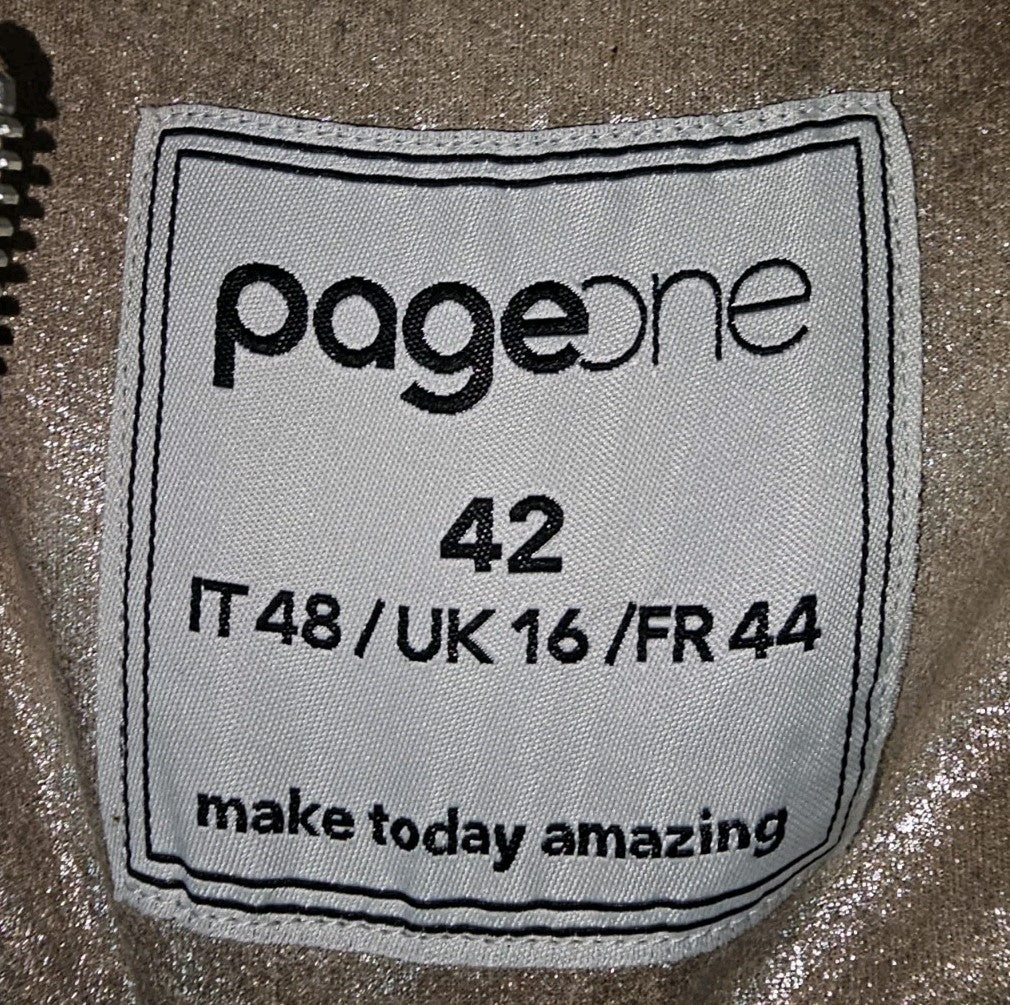 pageone
42
IT 48 / UK 16 /FR 44
make today amazing